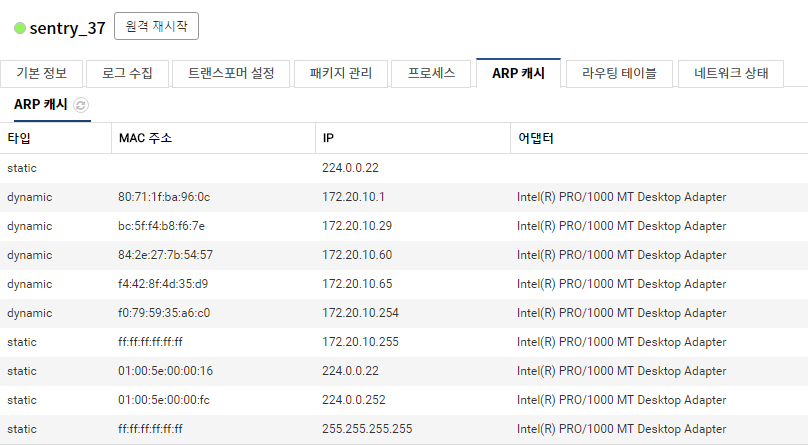 sentry_37 원격 재시작
기본 정보 로그 수집 트랜스포머 설정 패키지 관리 프로세스 ARP 캐시 라우팅 테이블 네트워크 상태
ARP 캐시
타입 MAC 주소 IP 어댑터
static 224.0.0.22
dynamic 80:71:1f:ba:96:0c 172.20.10.1 Intel(R) PRO/1000 MT Desktop Adapter
dynamic bc:5f:f4:b8:f6:7e 172.20.10.29 Intel(R) PRO/1000 MT Desktop Adapter
dynamic 84:2e:27:7b:54:57 172.20.10.60 Intel(R) PRO/1000 MT Desktop Adapter
dynamic f4:42:8f:4d:35:d9 172.20.10.65 Intel(R) PRO/1000 MT Desktop Adapter
dynamic f0:79:59:35:a6:c0 172.20.10.254 Intel(R) PRO/1000 MT Desktop Adapter
static ff:ff:ff:ff:ff:ff 172.20.10.255 Intel(R) PRO/1000 MT Desktop Adapter
static 01:00:5e:00:00:16 224.0.0.22 Intel(R) PRO/1000 MT Desktop Adapter
static 01:00:5e:00:00:fc 224.0.0.252 Intel(R) PRO/1000 MT Desktop Adapter
static ff:ff:ff:ff:ff:ff 255.255.255.255 Intel(R) PRO/1000 MT Desktop Adapter